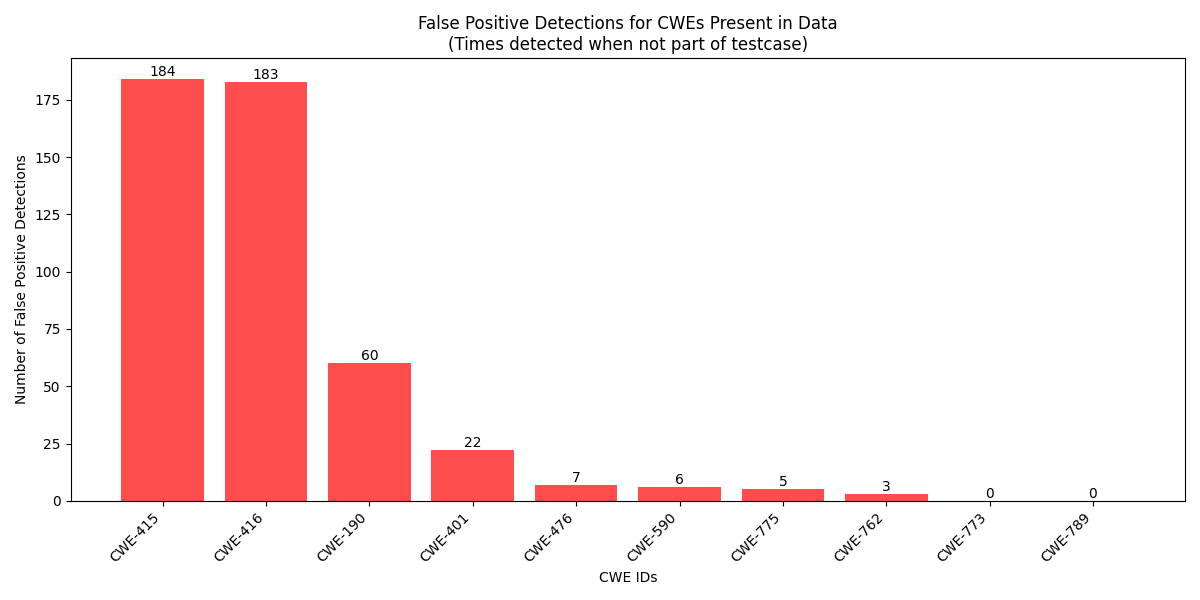 False Positive Detections for CWEs Present in Data
(Times detected when not part of testcase)
184
183
60
22
7
6
5
3
0
0
175
150
125
100
75
50
25
0
Number of False Positive Detections
CWE-415
CWE-416
CWE-190
CWE-401
CWE-476
CWE-590
CWE-775
CWE-762
CWE-773
CWE-789
CWE IDs